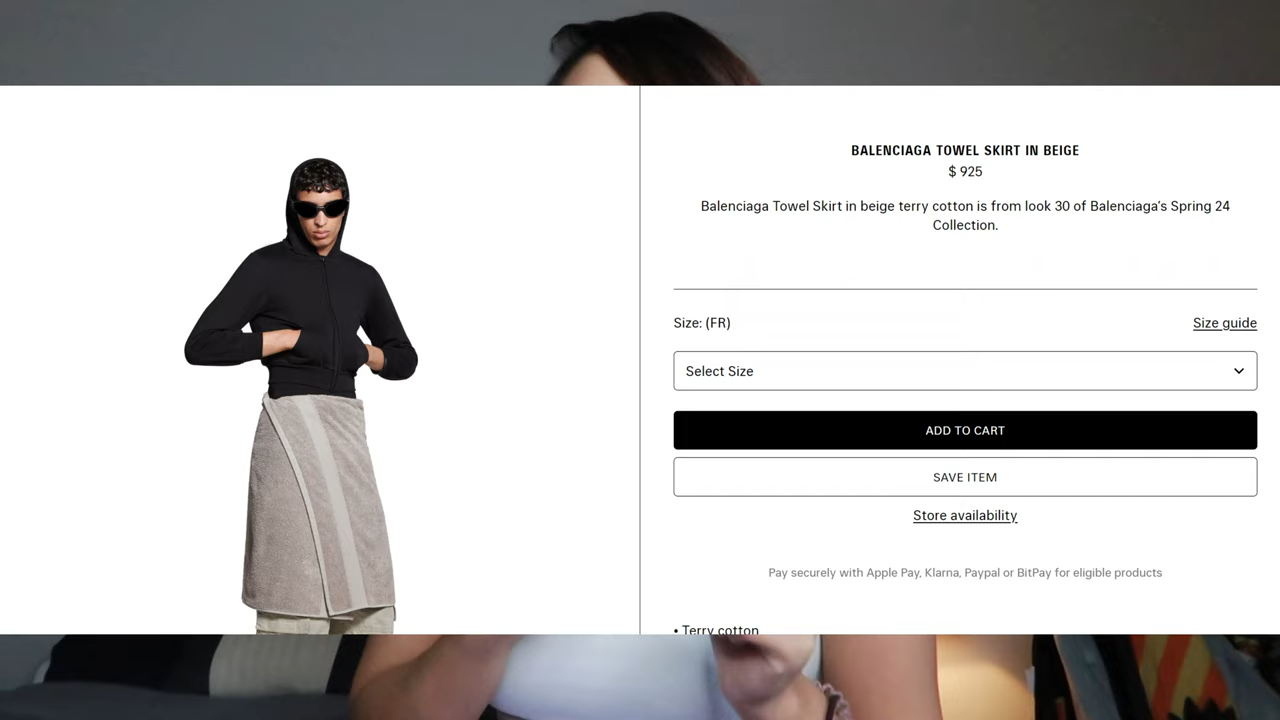 BALENCIAGA TOWEL SKIRT IN BEIGE
$ 925
Balenciaga Towel Skirt in beige terry cotton is from look 30 of Balenciaga's Spring 24
Collection.
Size: (FR)
Size guide
Select Size
ADD TO CART
SAVE ITEM
Store availability
Pay securely with Apple Pay, Klarna, Paypal or BitPay for eligible products
• Terry cotton